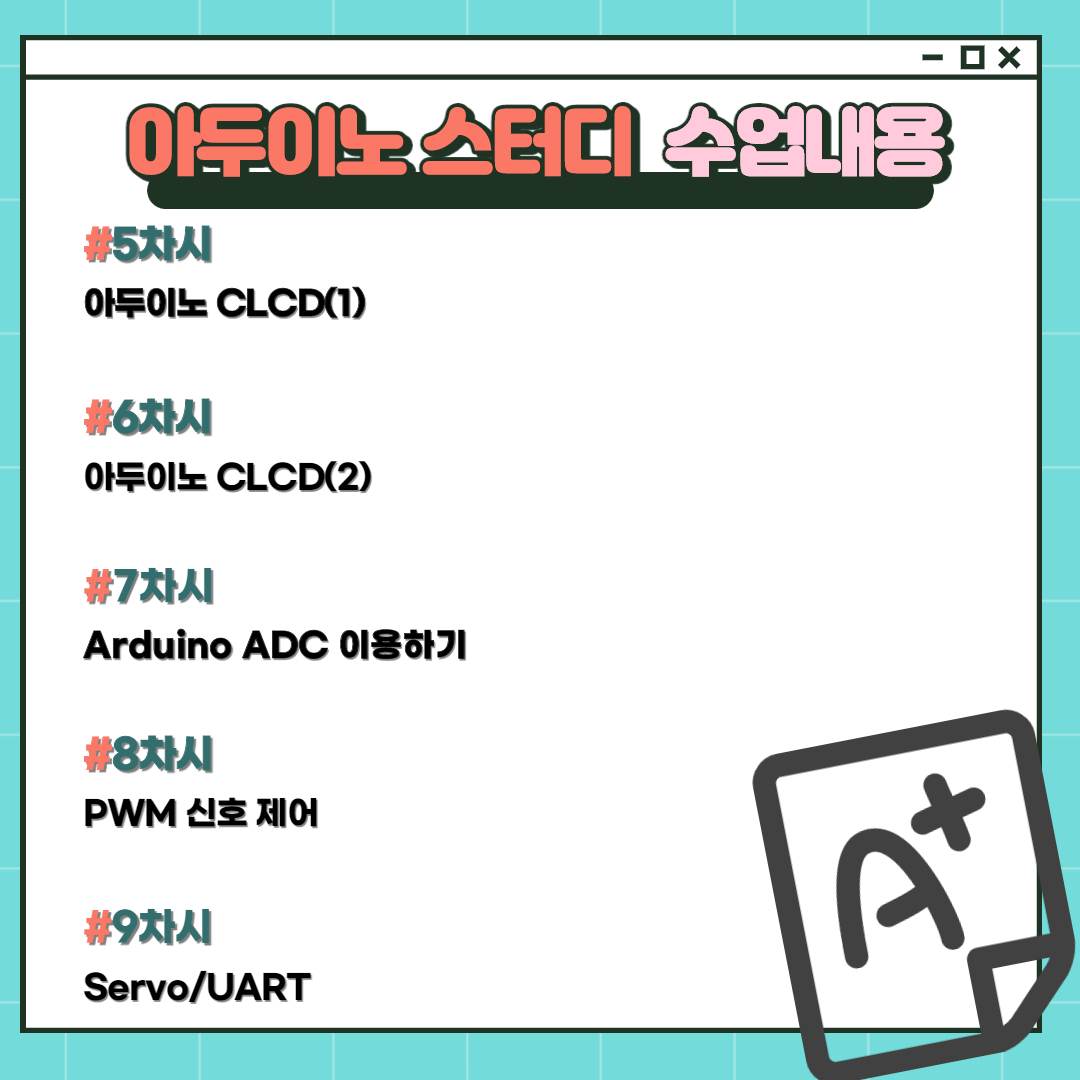 아두이노 스터디 수업내용
#5차시
아두이노 CLCD(1)
#6차시
아두이노 CLCD(2)
#7차시
Arduino ADC 이용하기
#8차시
PWM 신호 제어
#9차시
Servo/UART
A+